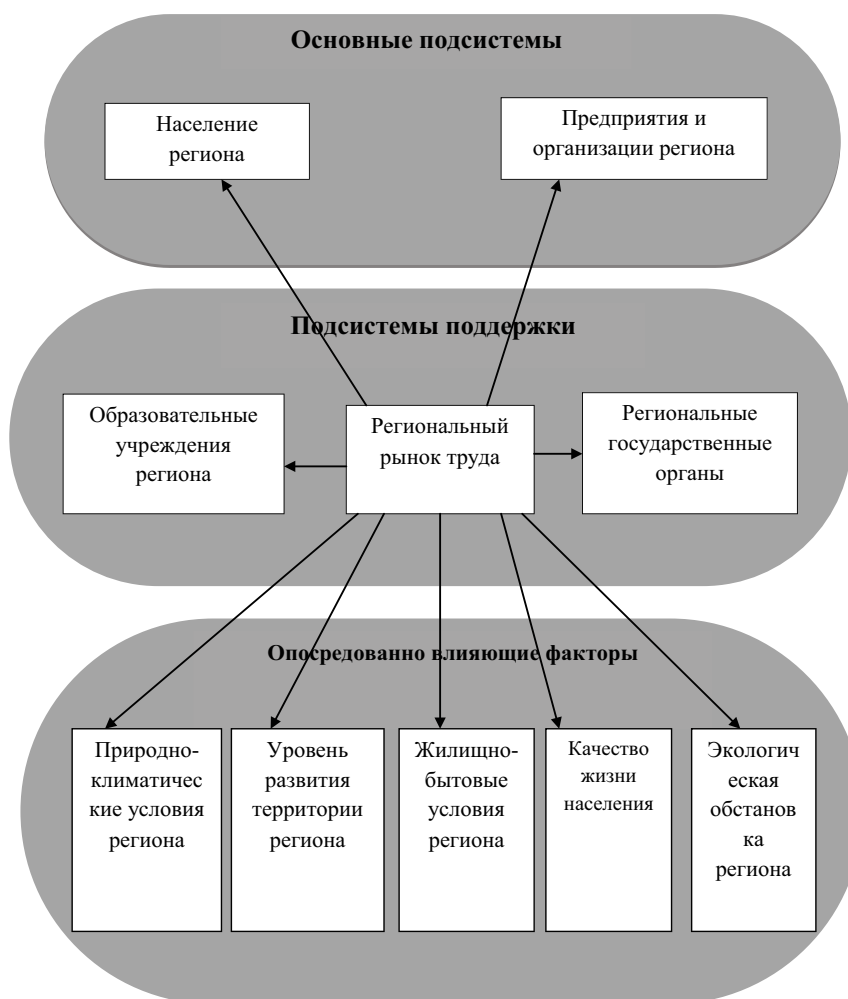 Основные подсистемы
Население
региона
Предприятия и
организации региона
Подсистемы поддержки
Образовательные
учреждения
региона
Региональный
рынок труда
Региональные
государственные
органы
Опосредованно влияющие факторы
Природно-
климатичес
кие условия
региона
Уровень
развития
территории
региона
Жилищно-
бытовые
условия
региона
Качество
жизни
населения
Экологич
еская
обстанов
ка
региона